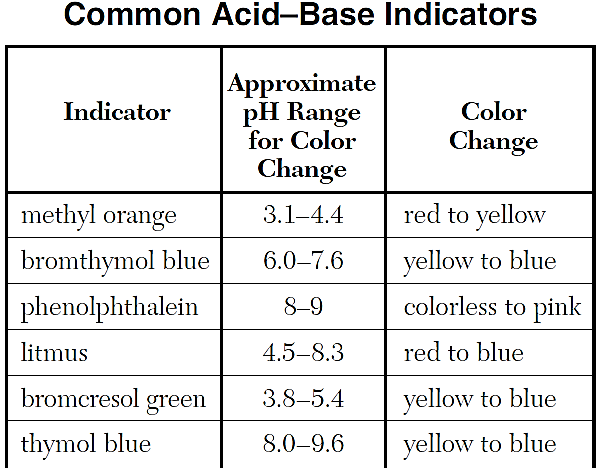 Common Acid–Base Indicators
Indicator
Approximate
pH Range
for Color
Change
Color
Change
methyl orange 3.1–4.4 red to yellow
bromthymol blue 6.0–7.6 yellow to blue
phenolphthalein 8–9 colorless to pink
litmus 4.5–8.3 red to blue
bromcresol green 3.8–5.4 yellow to blue
thymol blue 8.0–9.6 yellow to blue